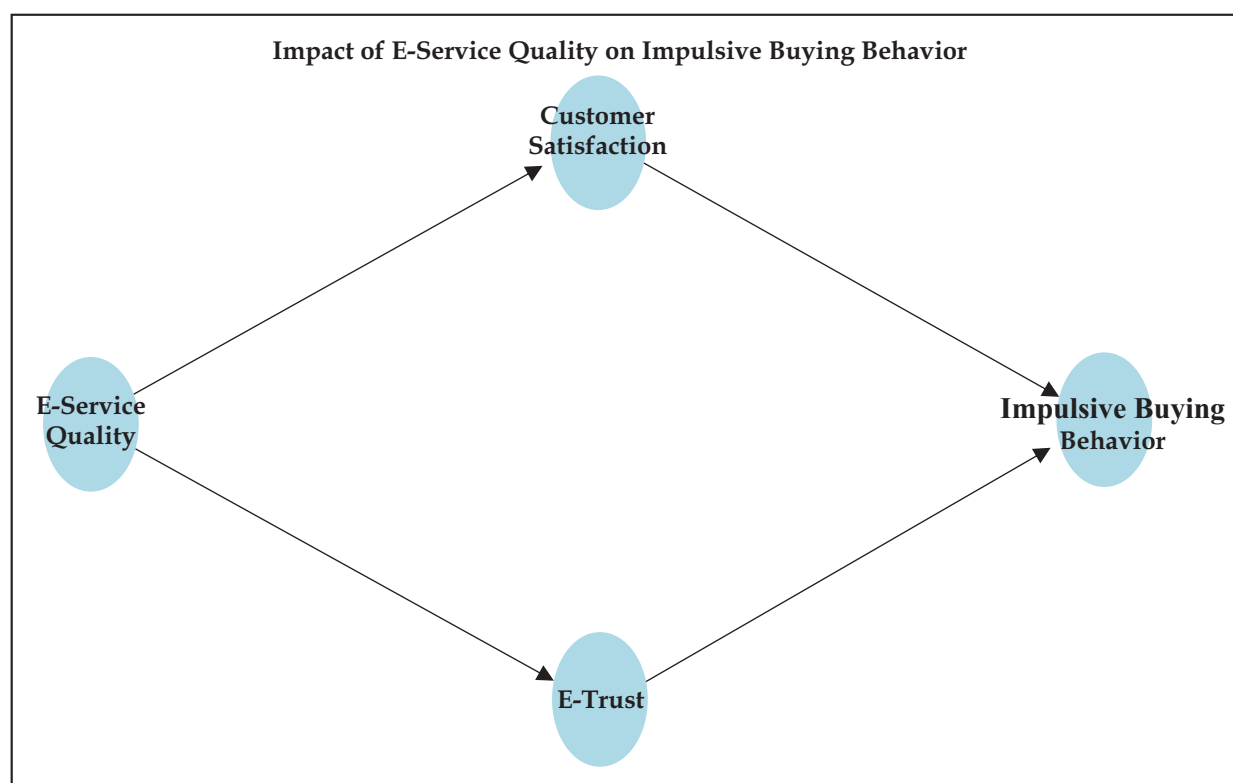 Impact of E-Service Quality on Impulsive Buying Behavior
Customer
Satisfaction
E-Service
Quality
Impulsive Buying
Behavior
E-Trust